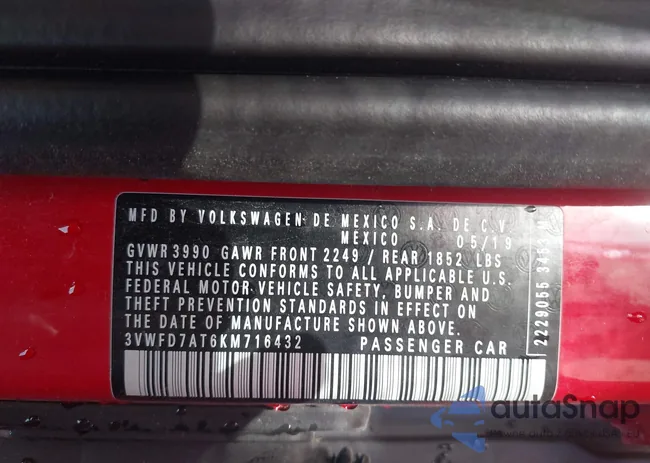 MFD BY VOLKSWAGEN DE MEXICO S.A. DE C.V
MEXICO 05/19
GVWR 3990 GAWR FRONT 2249 / REAR 1852 LBS
THIS VEHICLE CONFORMS TO ALL APPLICABLE U.S.
FEDERAL MOTOR VEHICLE SAFETY, BUMPER AND
THEFT PREVENTION STANDARDS IN EFFECT ON
THE DATE OF MANUFACTURE SHOWN ABOVE.
3VWFD7AT6KM716432 PASSENGER CAR
2229055
autoSnap